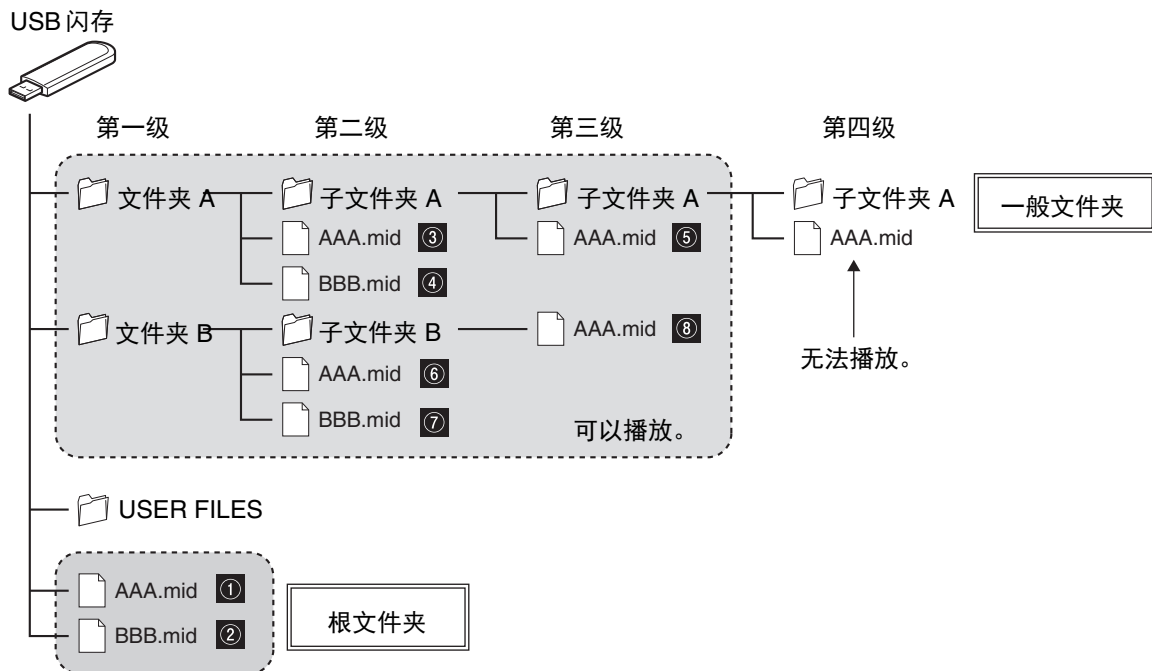 USB 闪存
第一级 第二级 第三级 第四级
文件夹 A 子文件夹 A 子文件夹 A 子文件夹 A 一般文件夹
AAA.mid ③ AAA.mid ⑤ AAA.mid
BBB.mid ④
文件夹 B 子文件夹 B AAA.mid ⑧
无法播放。
AAA.mid ⑥
BBB.mid ⑦ 可以播放。
USER FILES
AAA.mid ①
BBB.mid ② 根文件夹